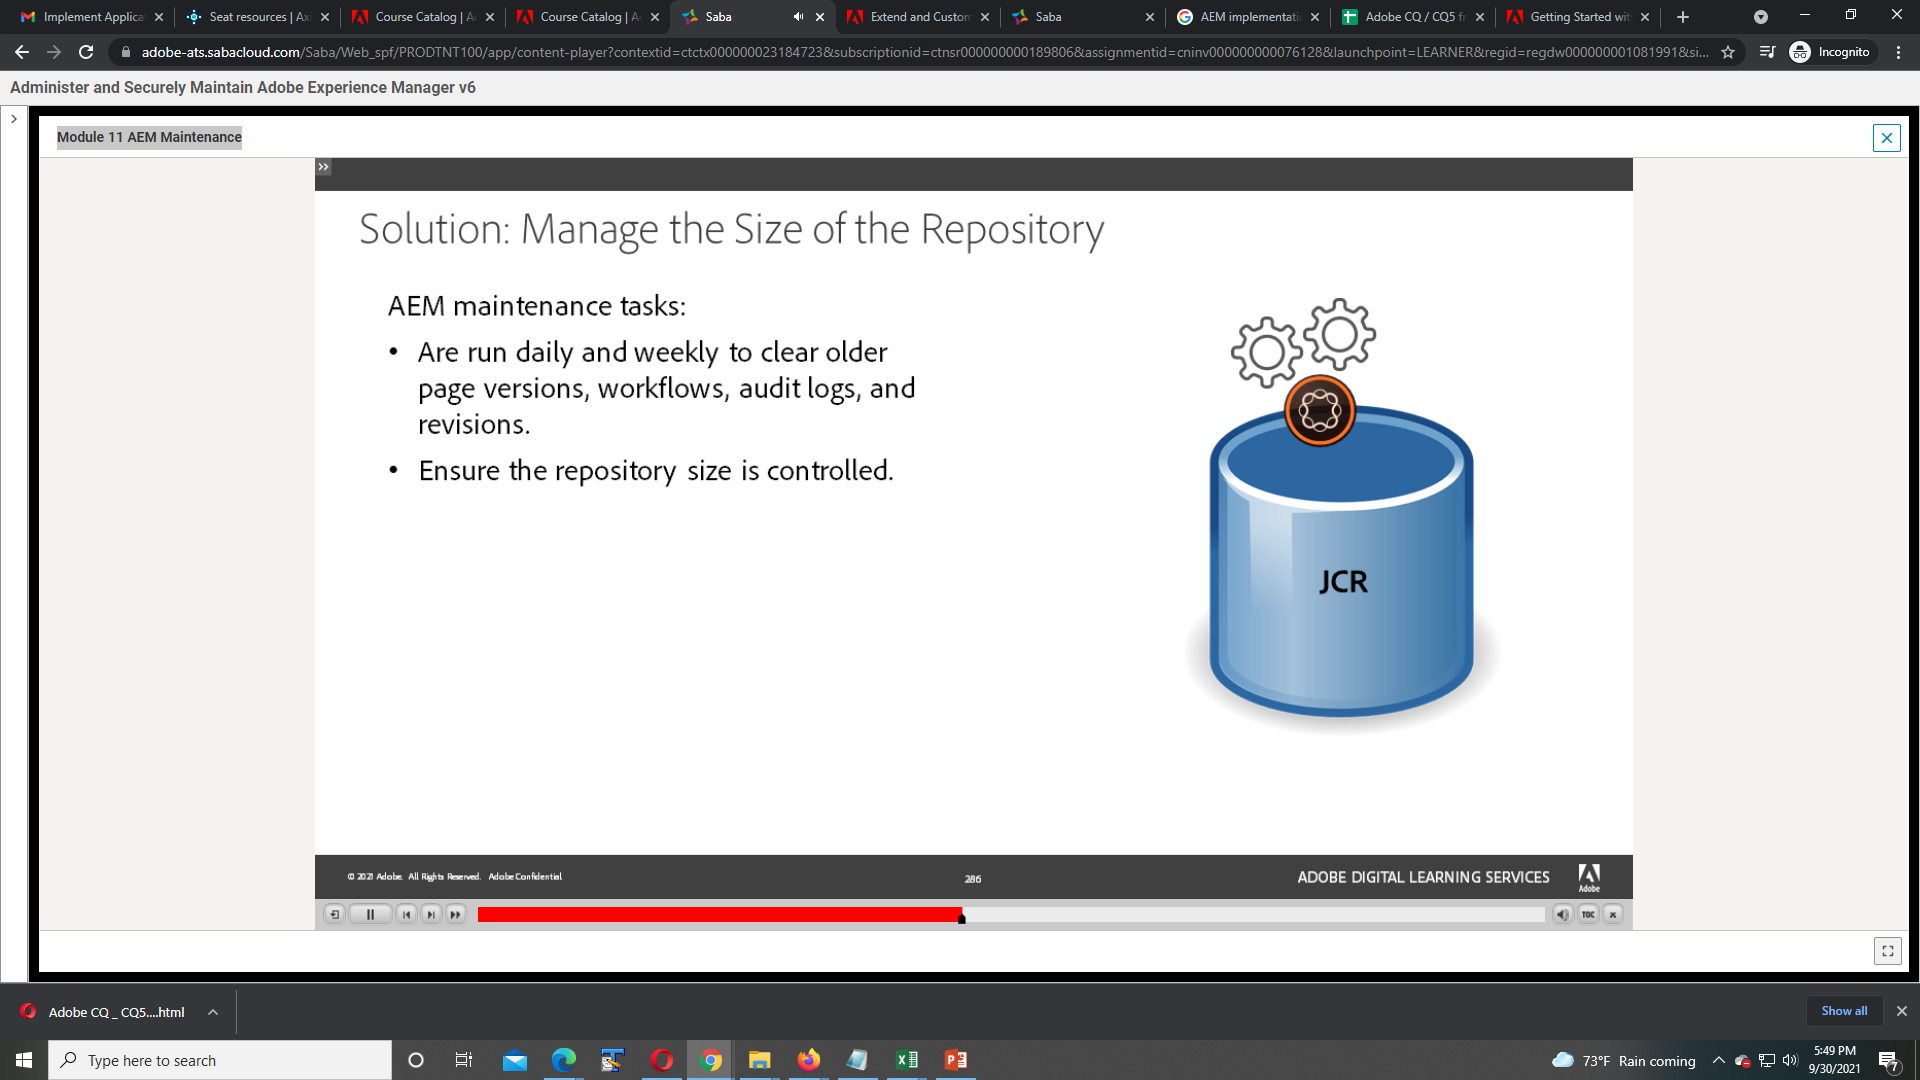 Implement Applica
Seat resources | Ax
Course Catalog | A
Course Catalog | A
Saba
Extend and Custom
Saba
AEM implementati
Adobe CQ / CQ5 fr
Getting Started wit
adobe-ats.sabacloud.com/Saba/Web_spf/PRODTNT100/app/content-player?contextid=ctctx000000023184723&subscriptionid=ctnsr000000000189806&assignmentid=cninv000000000076128&launchpoint=LEARNER&regid=regdw000000001081991&si...
Incognito
Administer and Securely Maintain Adobe Experience Manager v6
Module 11 AEM Maintenance
Solution: Manage the Size of the Repository
AEM maintenance tasks:
• Are run daily and weekly to clear older
page versions, workflows, audit logs, and
revisions.
• Ensure the repository size is controlled.
JCR
© 2021 Adobe. All Rights Reserved. Adobe Confidential
286
ADOBE DIGITAL LEARNING SERVICES
Adobe
TOC
Adobe CQ _ CQ5....html
Show all
Type here to search
73°F Rain coming
5:49 PM
9/30/2021
7